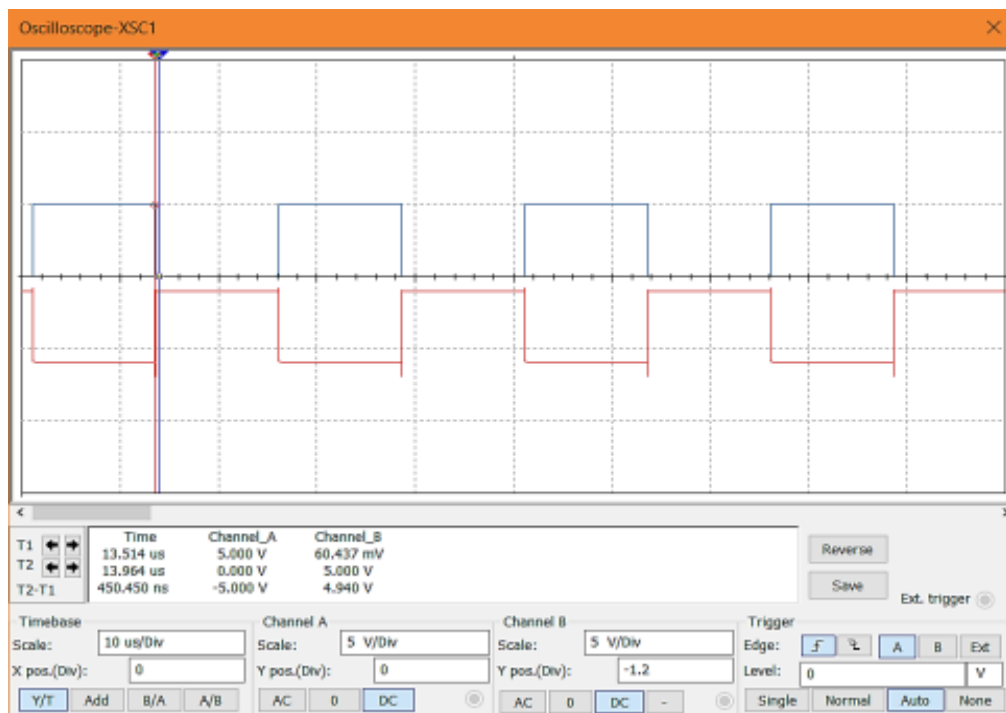 Oscilloscope-XSC1
Time Channel_A Channel_B
T1 13.514 us 5.000 V 60.437 mV
T2 13.964 us 0.000 V 5.000 V
T2-T1 450.450 ns -5.000 V 4.940 V
Reverse
Save
Ext. trigger
Timebase
Scale: 10 us/Div
X pos.(Div): 0
Y/T Add B/A A/B
Channel A
Scale: 5 V/Div
Y pos.(Div): 0
AC 0 DC
Channel B
Scale: 5 V/Div
Y pos.(Div): -1.2
AC 0 DC -
Trigger
Edge: A B Ext
Level: 0 V
Single Normal Auto None